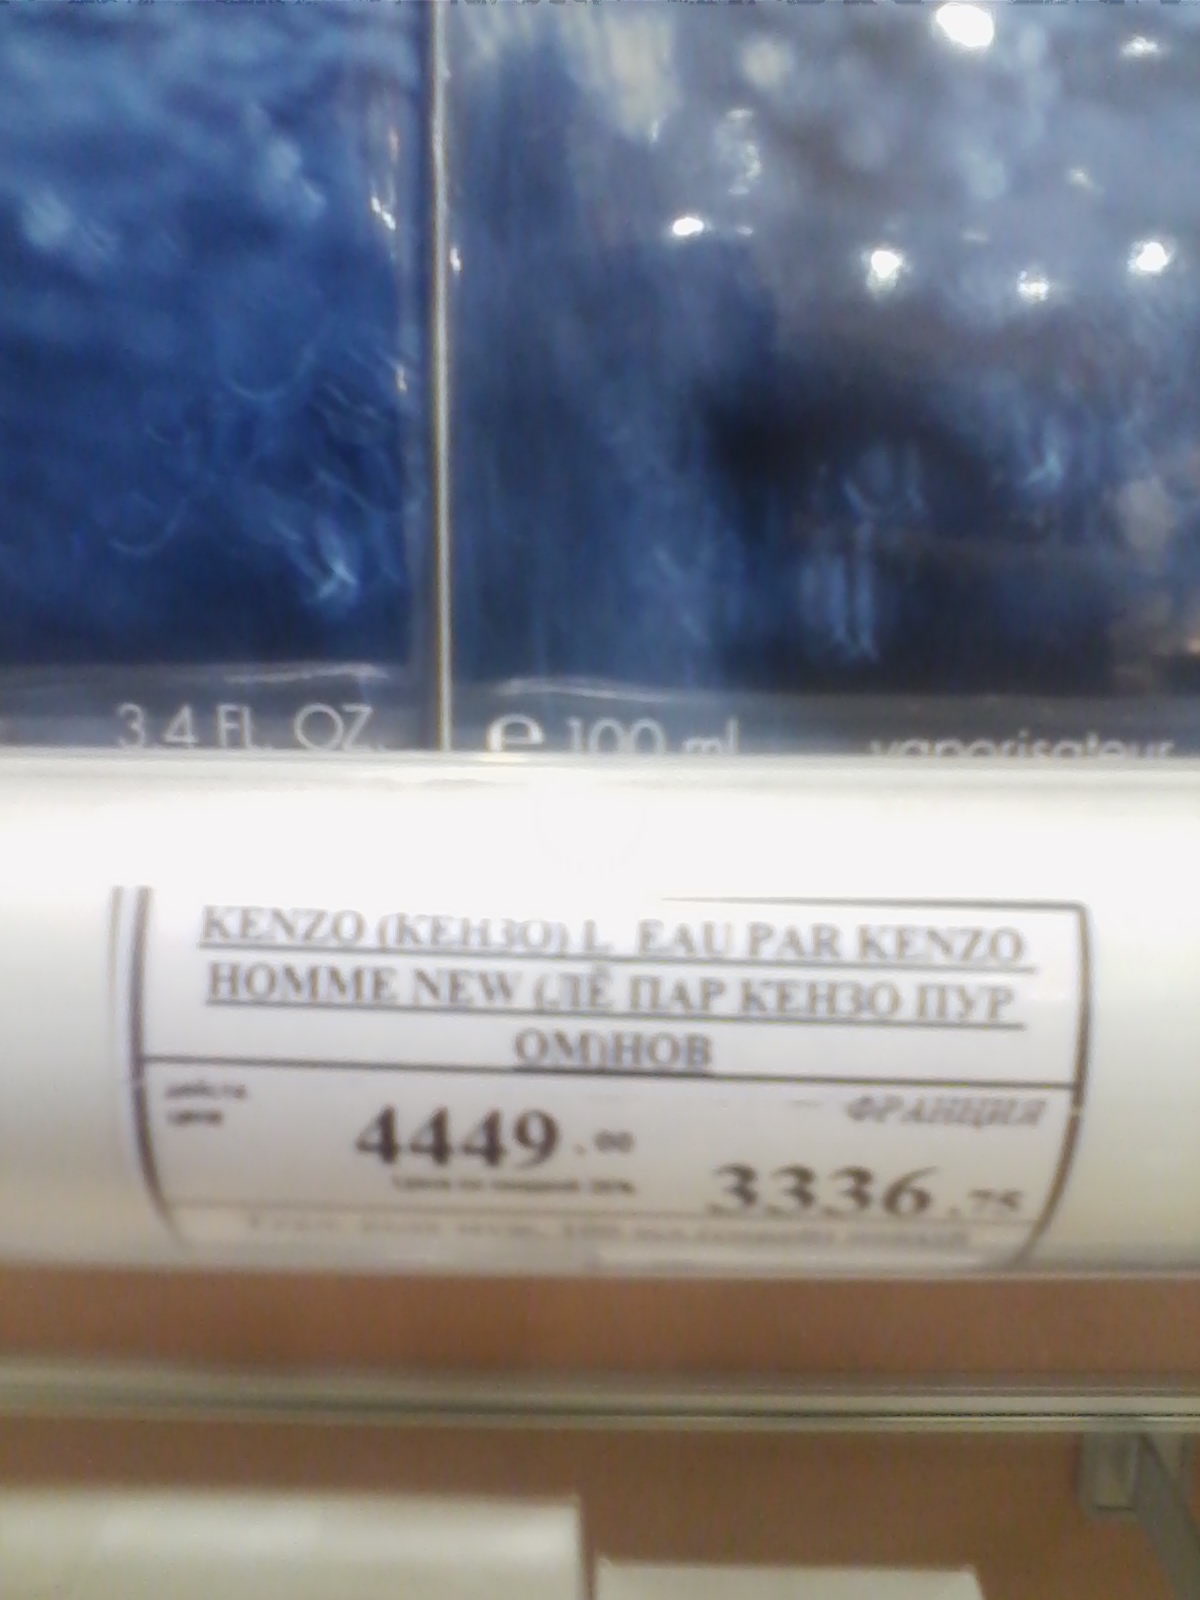 3.4 FL. OZ. e 100 ml vaporisateur
KENZO (КЕНЗО) L EAU PAR KENZO
HOMME NEW (ЛЁ ПАР КЕНЗО ПУР
ОМ)НОВ
ФРАНЦИЯ
4449.00
3336.75